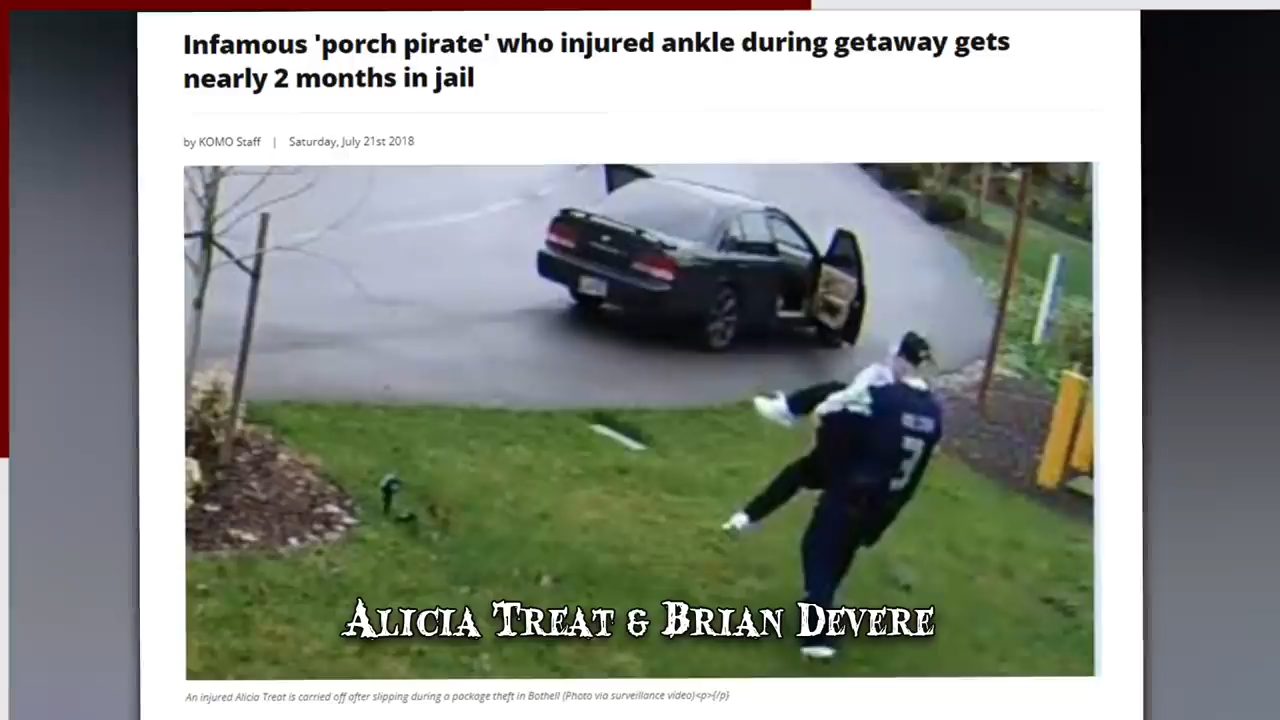 Infamous 'porch pirate' who injured ankle during getaway gets
nearly 2 months in jail
by KOMO Staff | Saturday, July 21st 2018
3
ALICIA TREAT & BRIAN DEVERE
An injured Alicia Treat is carried off after slipping during a package theft in Bothell (Photo via surveillance video)<p>{/p}